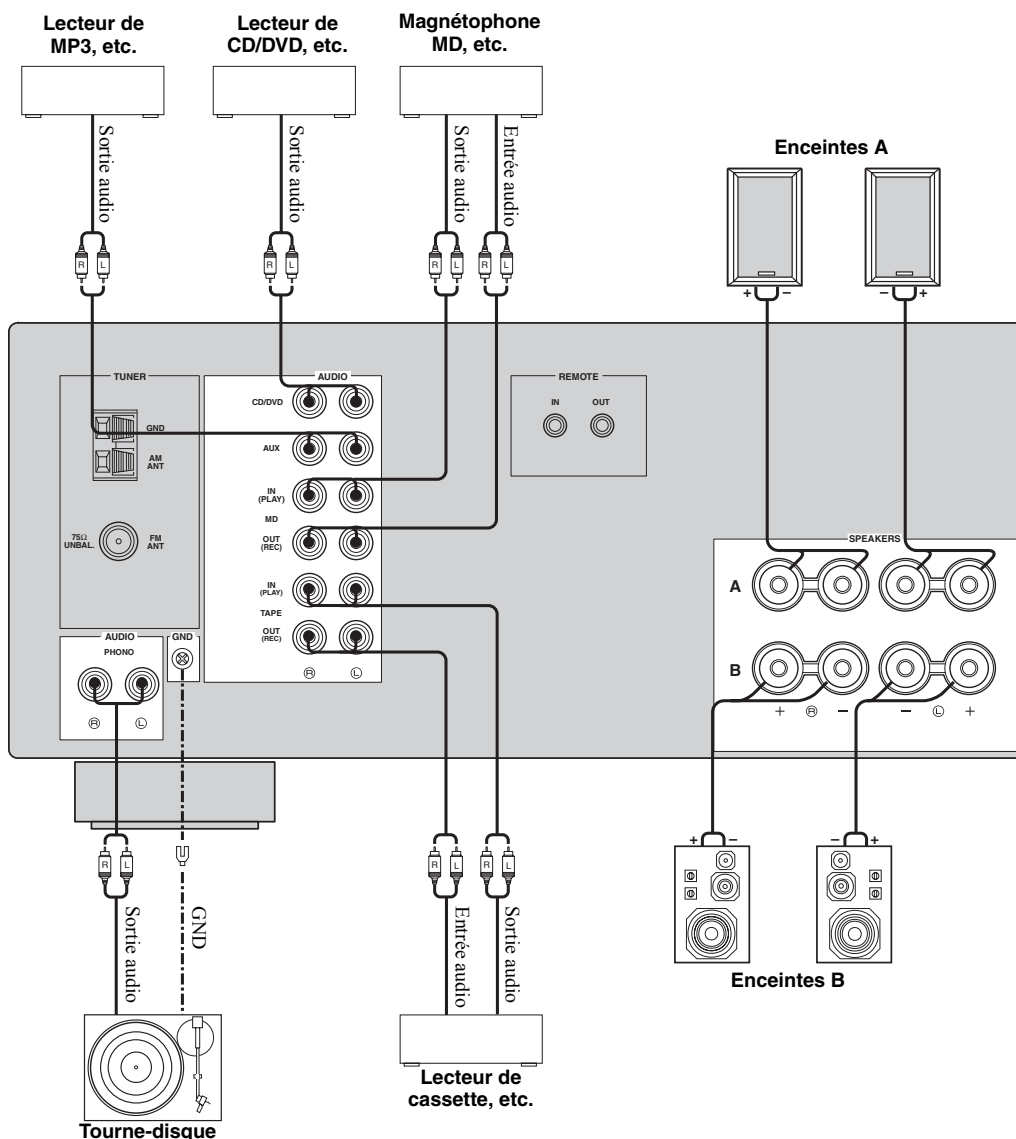 Lecteur de
MP3, etc.
Lecteur de
CD/DVD, etc.
Magnétophone
MD, etc.
Sortie audio
Sortie audio
Sortie audio
Entrée audio
Enceintes A
R L
R L
R L
R L
+ −
− +
TUNER
GND
AM
ANT
75Ω
UNBAL.
FM
ANT
AUDIO
CD/DVD
AUX
IN
(PLAY)
MD
OUT
(REC)
IN
(PLAY)
TAPE
OUT
(REC)
R L
REMOTE
IN OUT
SPEAKERS
A
B
+ R − − L +
AUDIO
PHONO
R L
GND
R L
R L
R L
+ −
− +
Sortie audio
GND
Entrée audio
Sortie audio
Enceintes B
Tourne-disque
Lecteur de
cassette, etc.